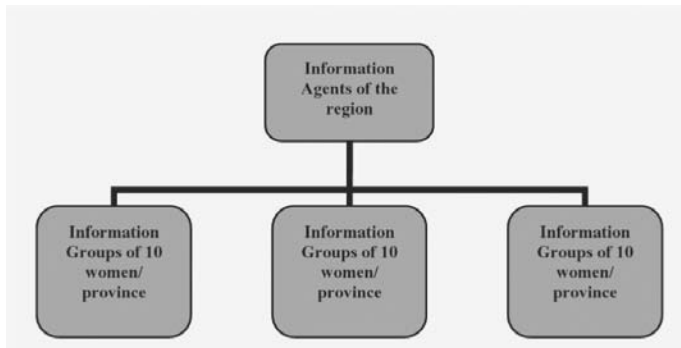 Information
Agents of the
region
Information
Groups of 10
women/
province
Information
Groups of 10
women/
province
Information
Groups of 10
women/
province